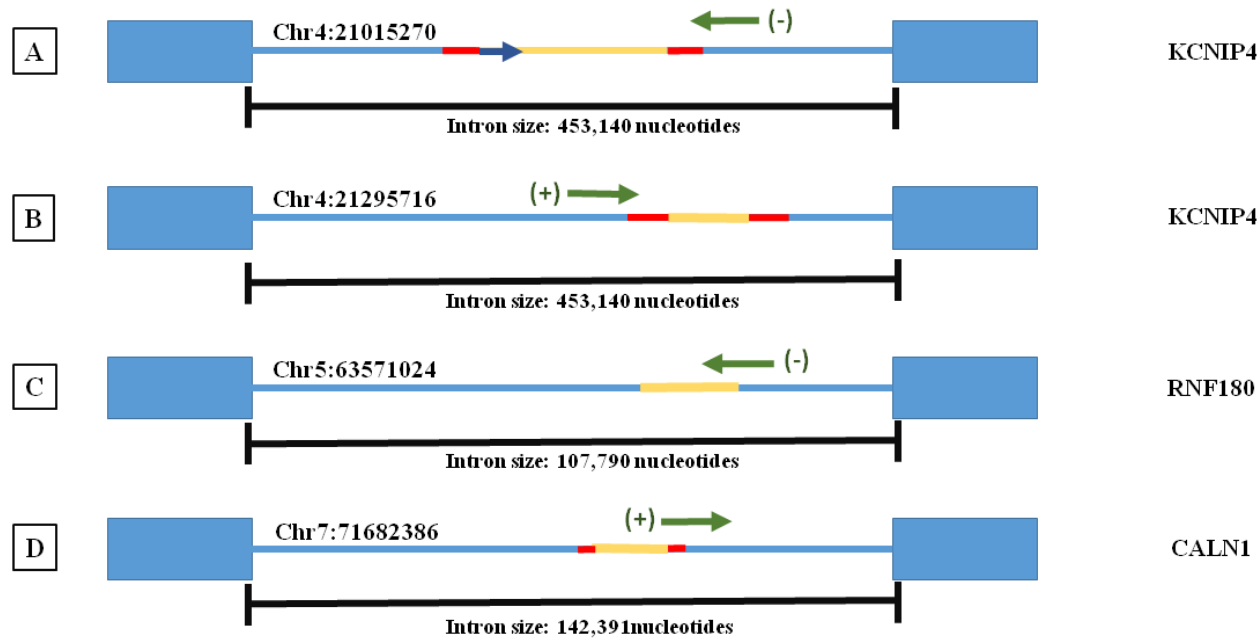 A
Chr4:21015270
(-)
KCNIP4
Intron size: 453,140 nucleotides
B
Chr4:21295716
(+)
KCNIP4
Intron size: 453,140 nucleotides
C
Chr5:63571024
(-)
RNF180
Intron size: 107,790 nucleotides
D
Chr7:71682386
(+)
CALN1
Intron size: 142,391nucleotides